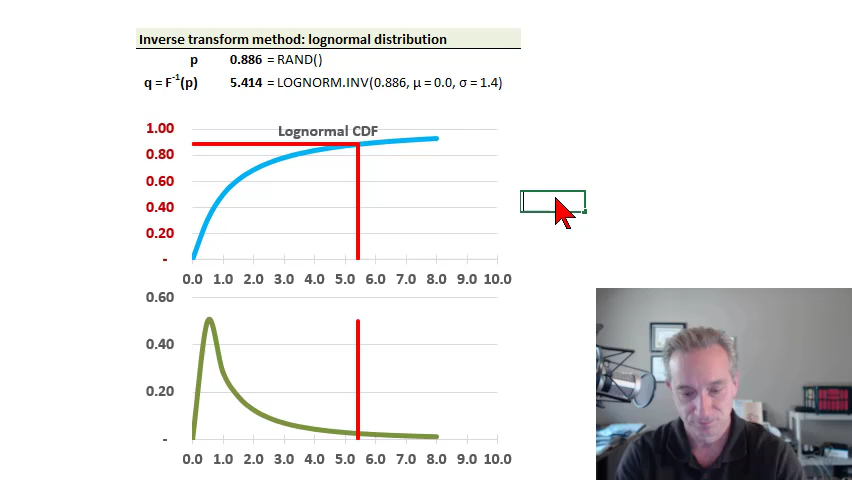 Inverse transform method: lognormal distribution
p 0.886 = RAND()
q = F⁻¹(p) 5.414 = LOGNORM.INV(0.886, μ = 0.0, σ = 1.4)
Lognormal CDF
1.00
0.80
0.60
0.40
0.20
-
0.0 1.0 2.0 3.0 4.0 5.0 6.0 7.0 8.0 9.0 10.0
0.60
0.40
0.20
-
0.0 1.0 2.0 3.0 4.0 5.0 6.0 7.0 8.0 9.0 10.0